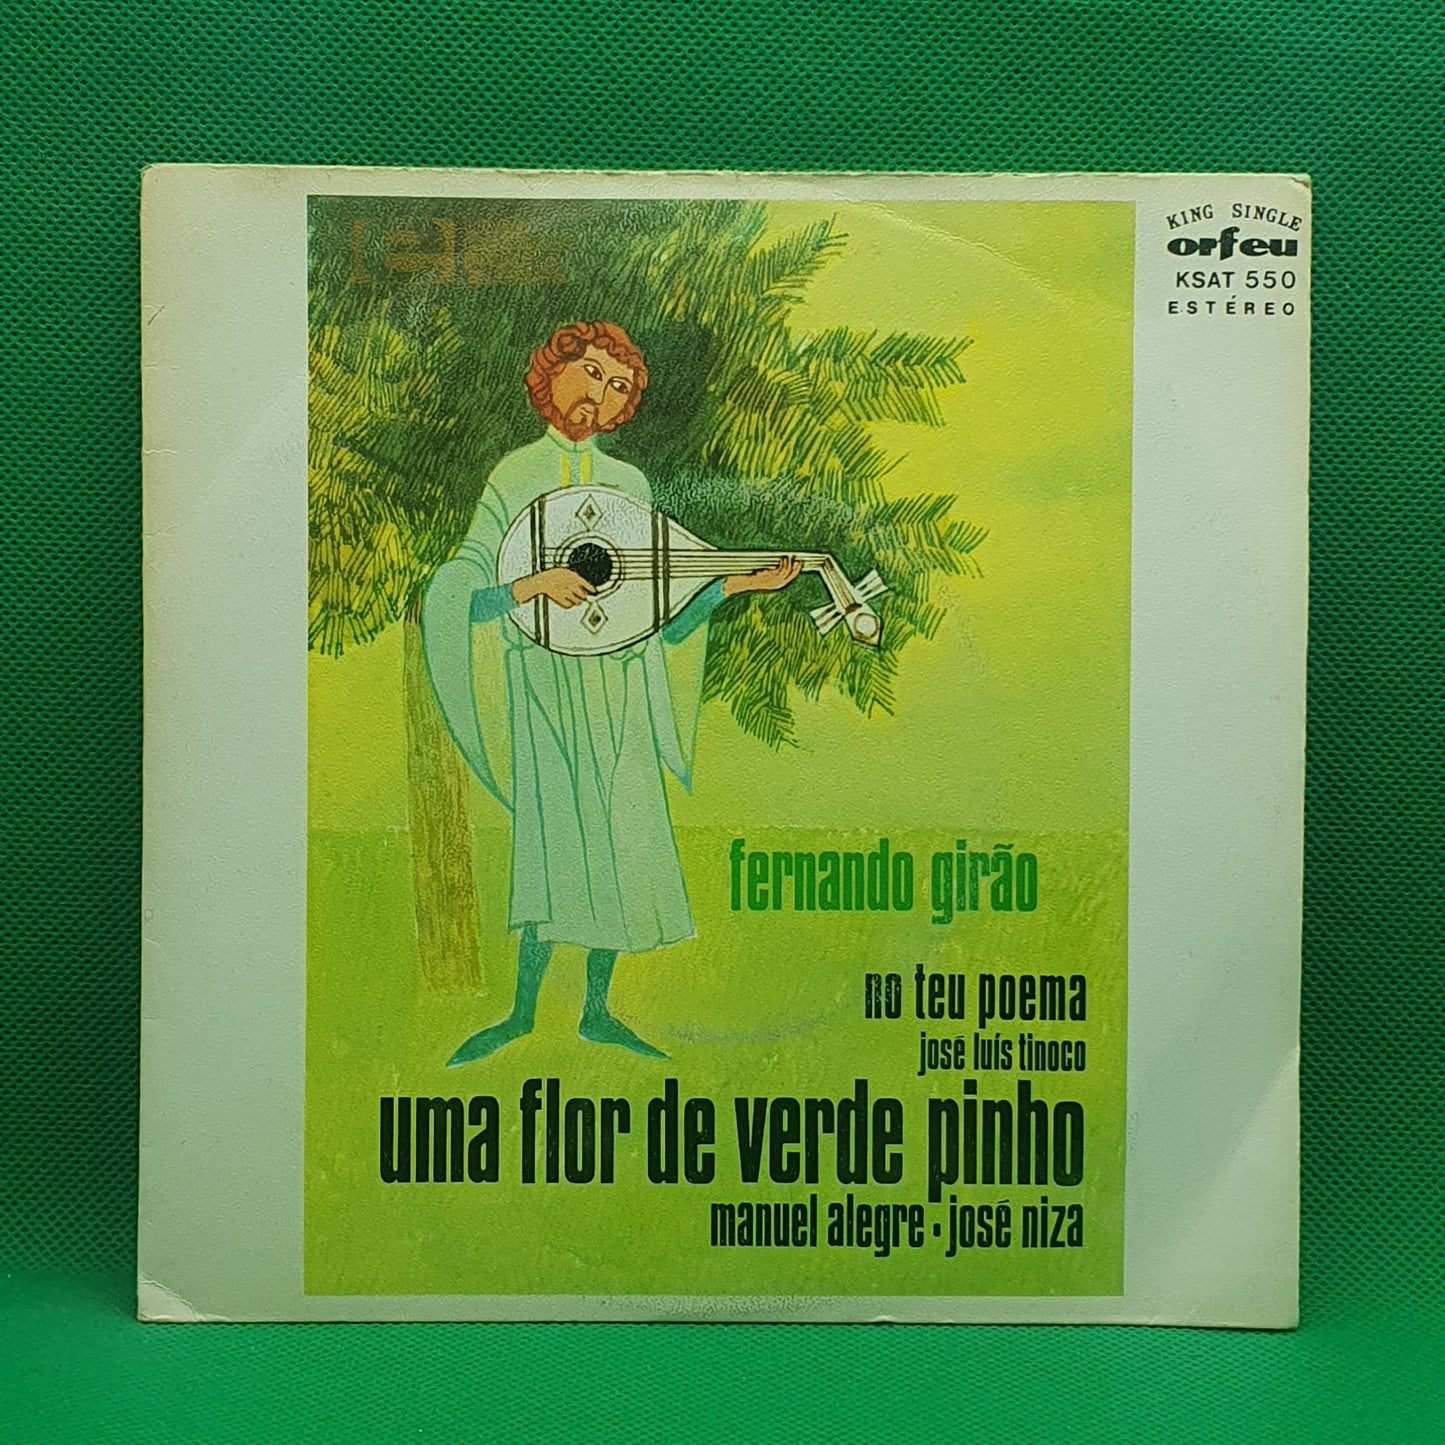 KING SINGLE
orfeu
KSAT 550
ESTÉREO
fernando girão
no teu poema
josé luís tinoco
uma flor de verde pinho
manuel alegre • josé niza